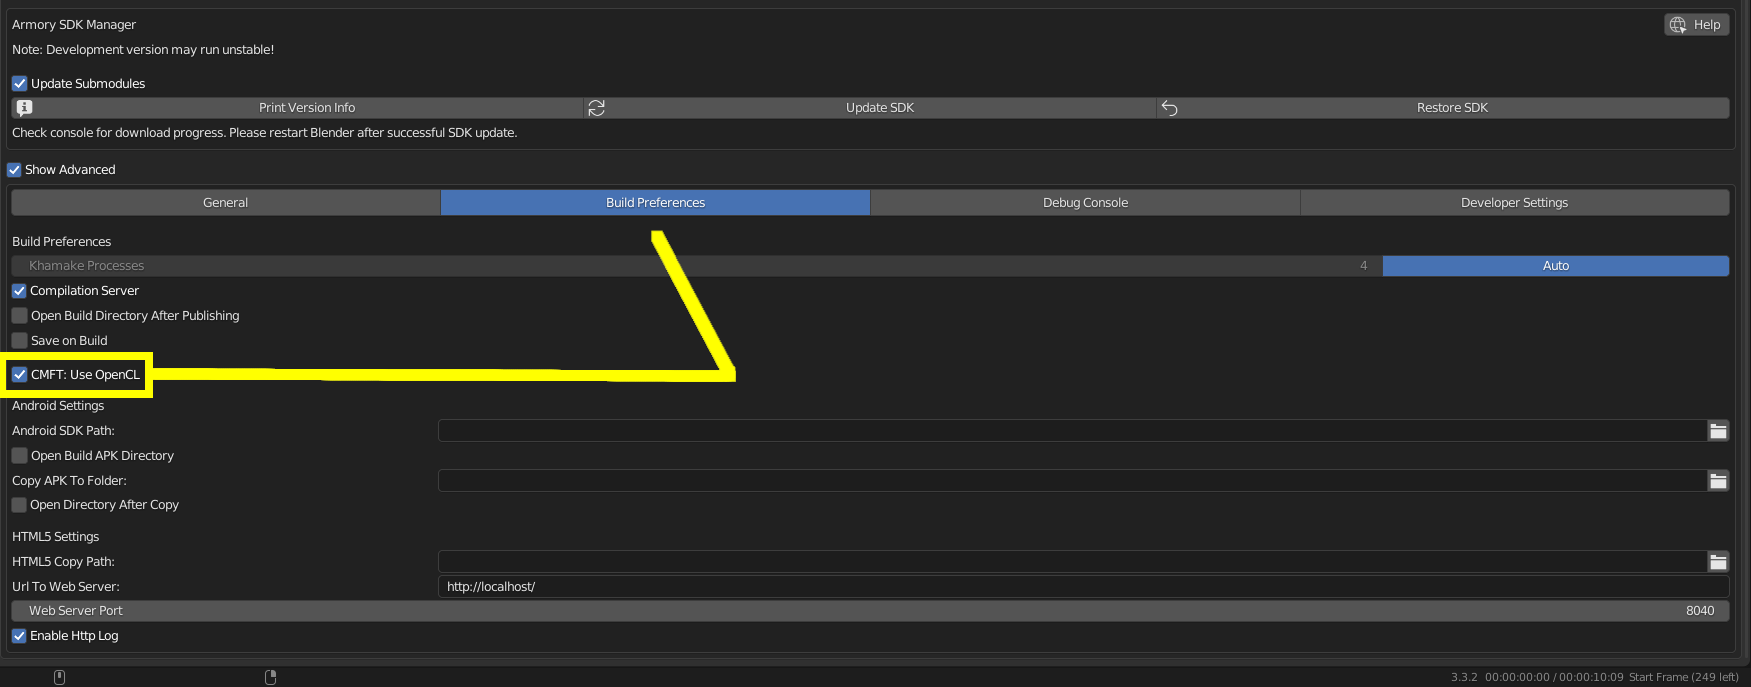 Armory SDK Manager
Help
Note: Development version may run unstable!
Update Submodules
Print Version Info Update SDK Restore SDK
Check console for download progress. Please restart Blender after successful SDK update.
Show Advanced
General Build Preferences Debug Console Developer Settings
Build Preferences
Khamake Processes 4 Auto
Compilation Server
Open Build Directory After Publishing
Save on Build
CMFT: Use OpenCL
Android Settings
Android SDK Path:
Open Build APK Directory
Copy APK To Folder:
Open Directory After Copy
HTML5 Settings
HTML5 Copy Path:
Url To Web Server: http://localhost/
Web Server Port 8040
Enable Http Log
3.3.2 00:00:00:00 / 00:00:10:09 Start Frame (249 left)